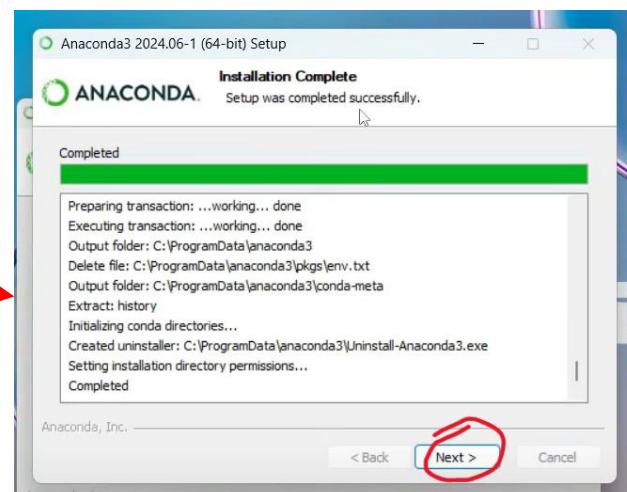 Anaconda3 2024.06-1 (64-bit) Setup
ANACONDA.
Installation Complete
Setup was completed successfully.
Completed
Preparing transaction: ...working... done
Executing transaction: ...working... done
Output folder: C:\ProgramData\anaconda3
Delete file: C:\ProgramData\anaconda3\pkgs\env.txt
Output folder: C:\ProgramData\anaconda3\conda-meta
Extract: history
Initializing conda directories...
Created uninstaller: C:\ProgramData\anaconda3\Uninstall-Anaconda3.exe
Setting installation directory permissions...
Completed
Anaconda, Inc.
< Back Next > Cancel